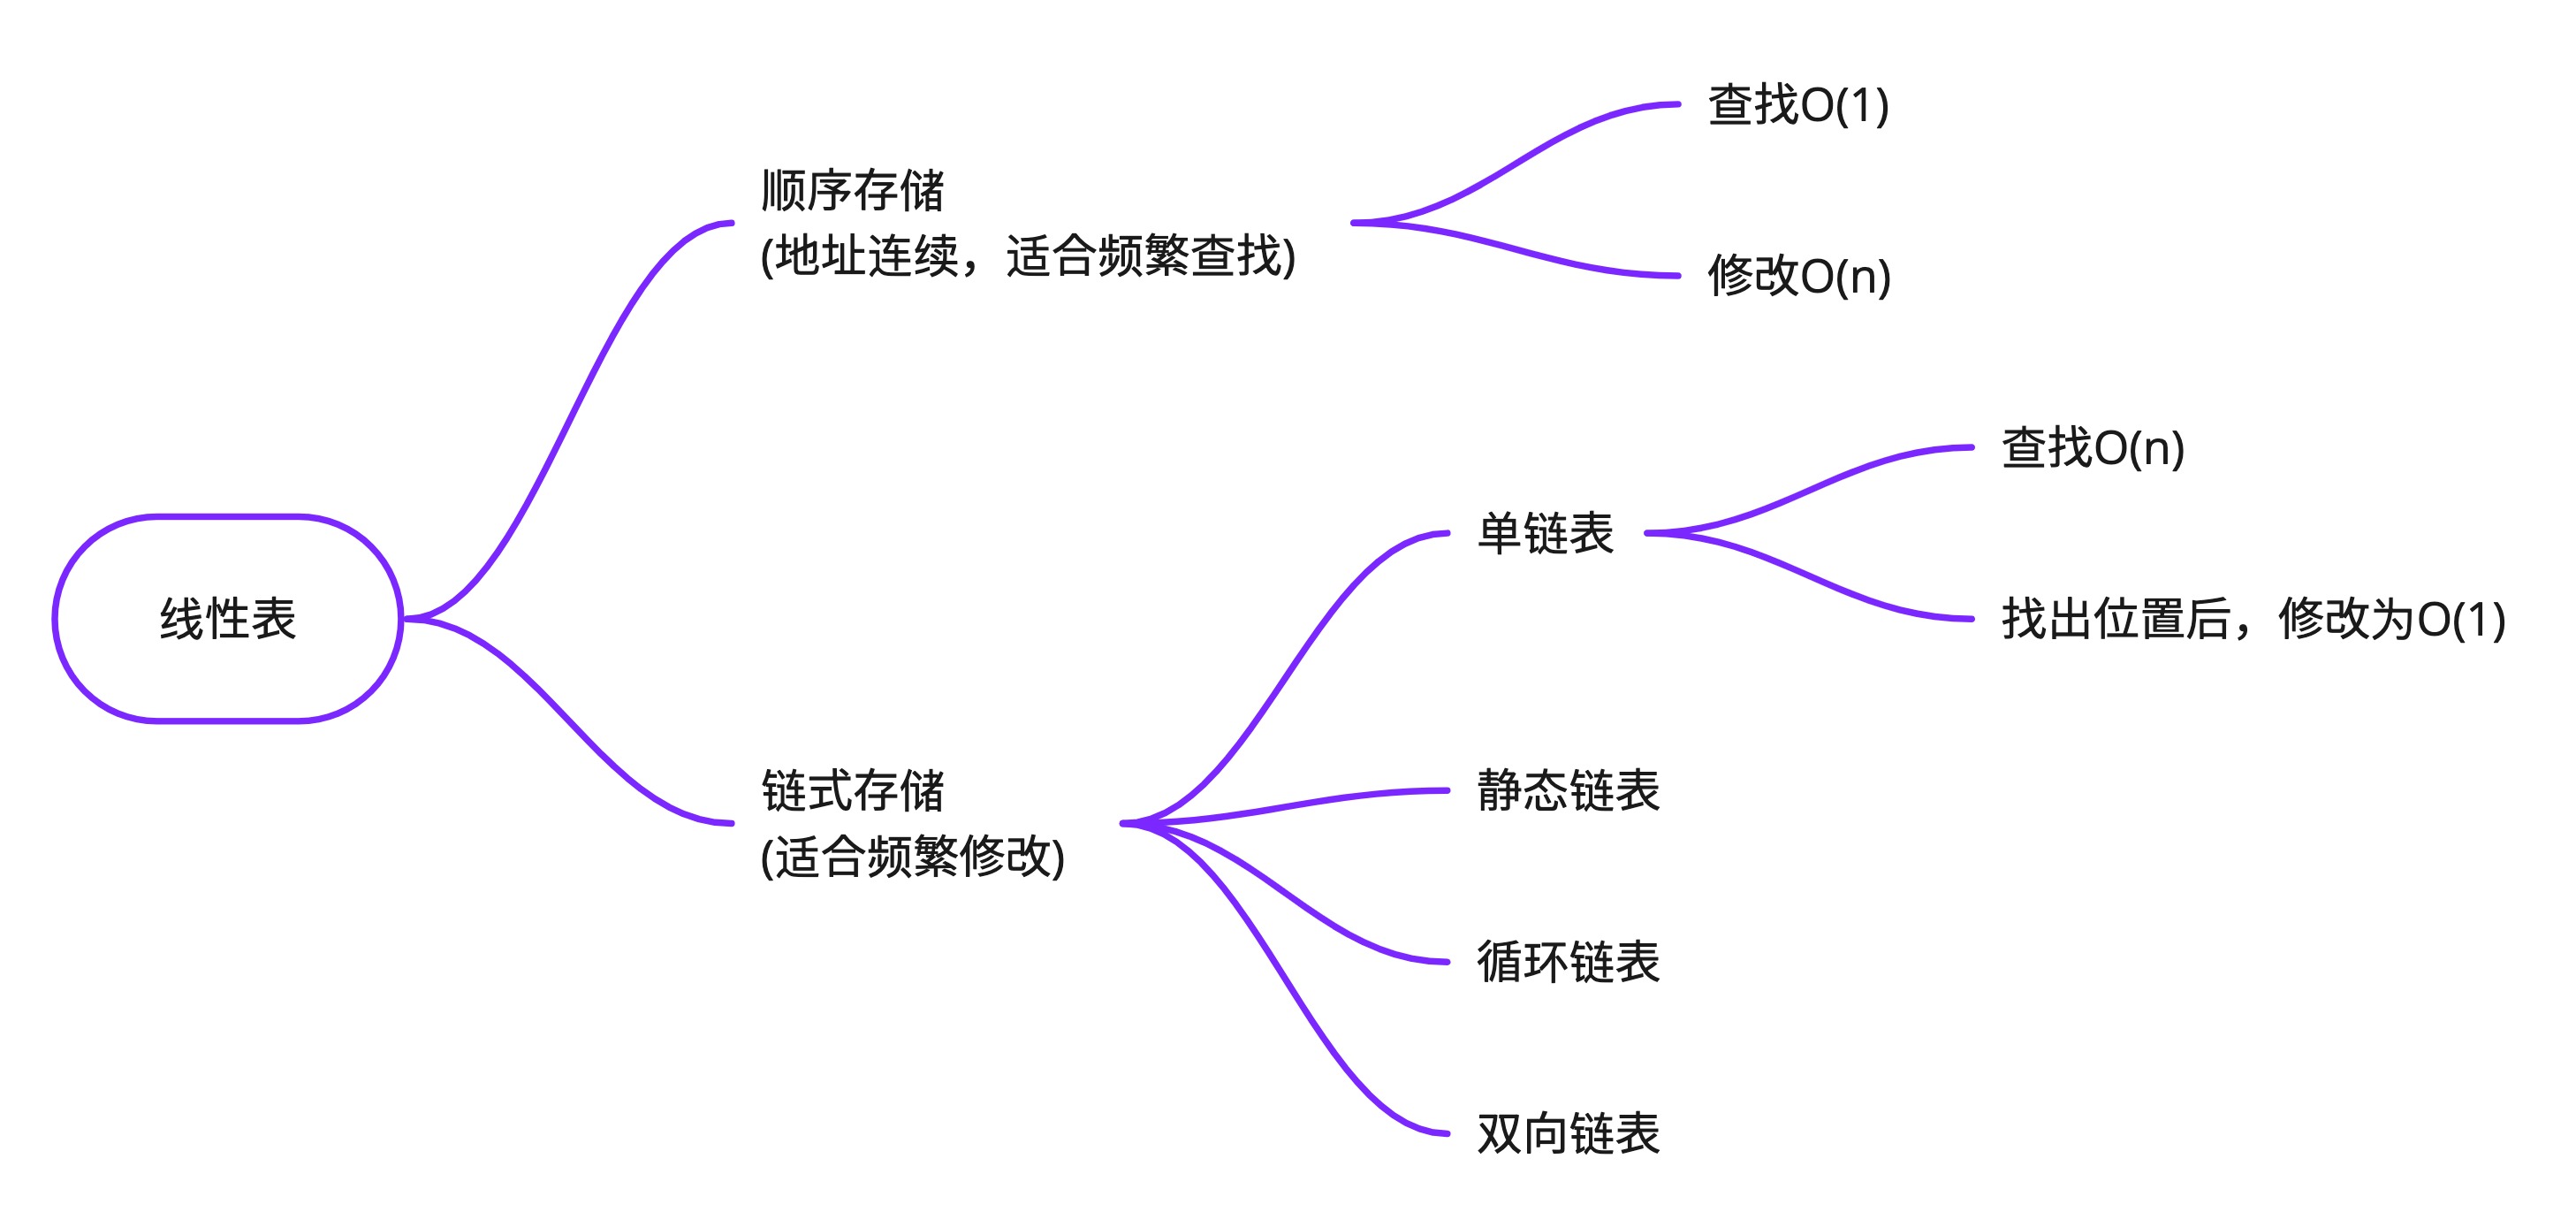 线性表
顺序存储
(地址连续，适合频繁查找)
查找O(1)
修改O(n)
链式存储
(适合频繁修改)
单链表
查找O(n)
找出位置后，修改为O(1)
静态链表
循环链表
双向链表